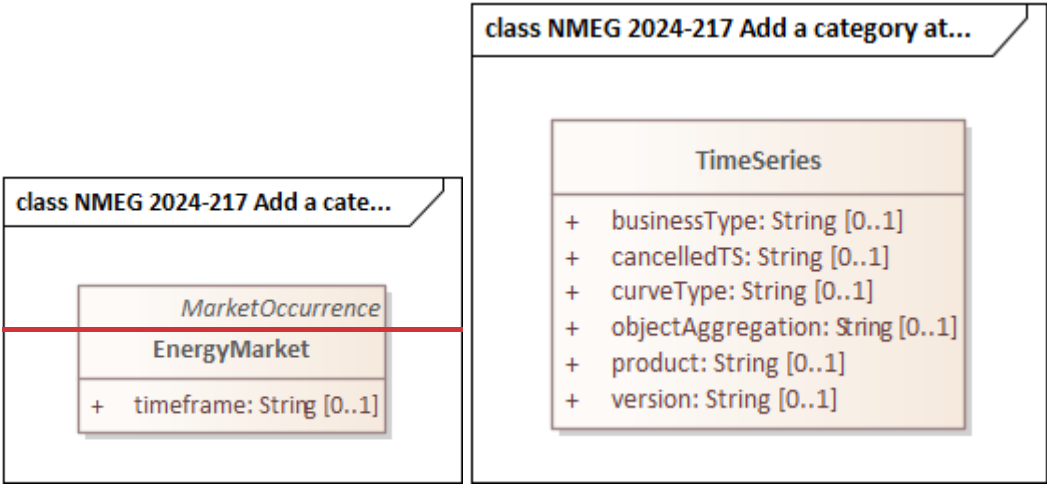 class NMEG 2024-217 Add a cate...
MarketOccurrence
EnergyMarket
+ timeframe: String [0..1]
class NMEG 2024-217 Add a category at...
TimeSeries
+ businessType: String [0..1]
+ cancelledTS: String [0..1]
+ curveType: String [0..1]
+ objectAggregation: String [0..1]
+ product: String [0..1]
+ version: String [0..1]